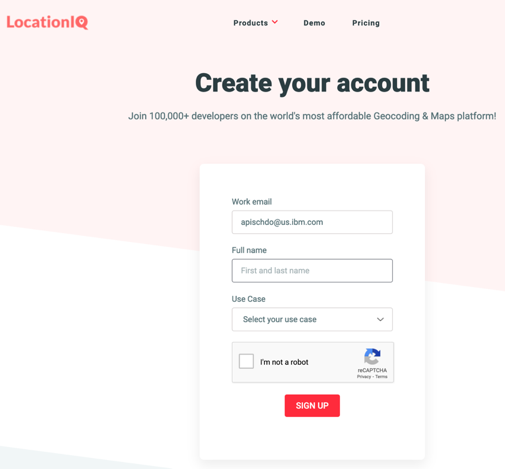 LocationIQ
Products Demo Pricing
Create your account
Join 100,000+ developers on the world's most affordable Geocoding & Maps platform!
Work email
apischdo@us.ibm.com
Full name
First and last name
Use Case
Select your use case
I'm not a robot
reCAPTCHA
Privacy - Terms
SIGN UP